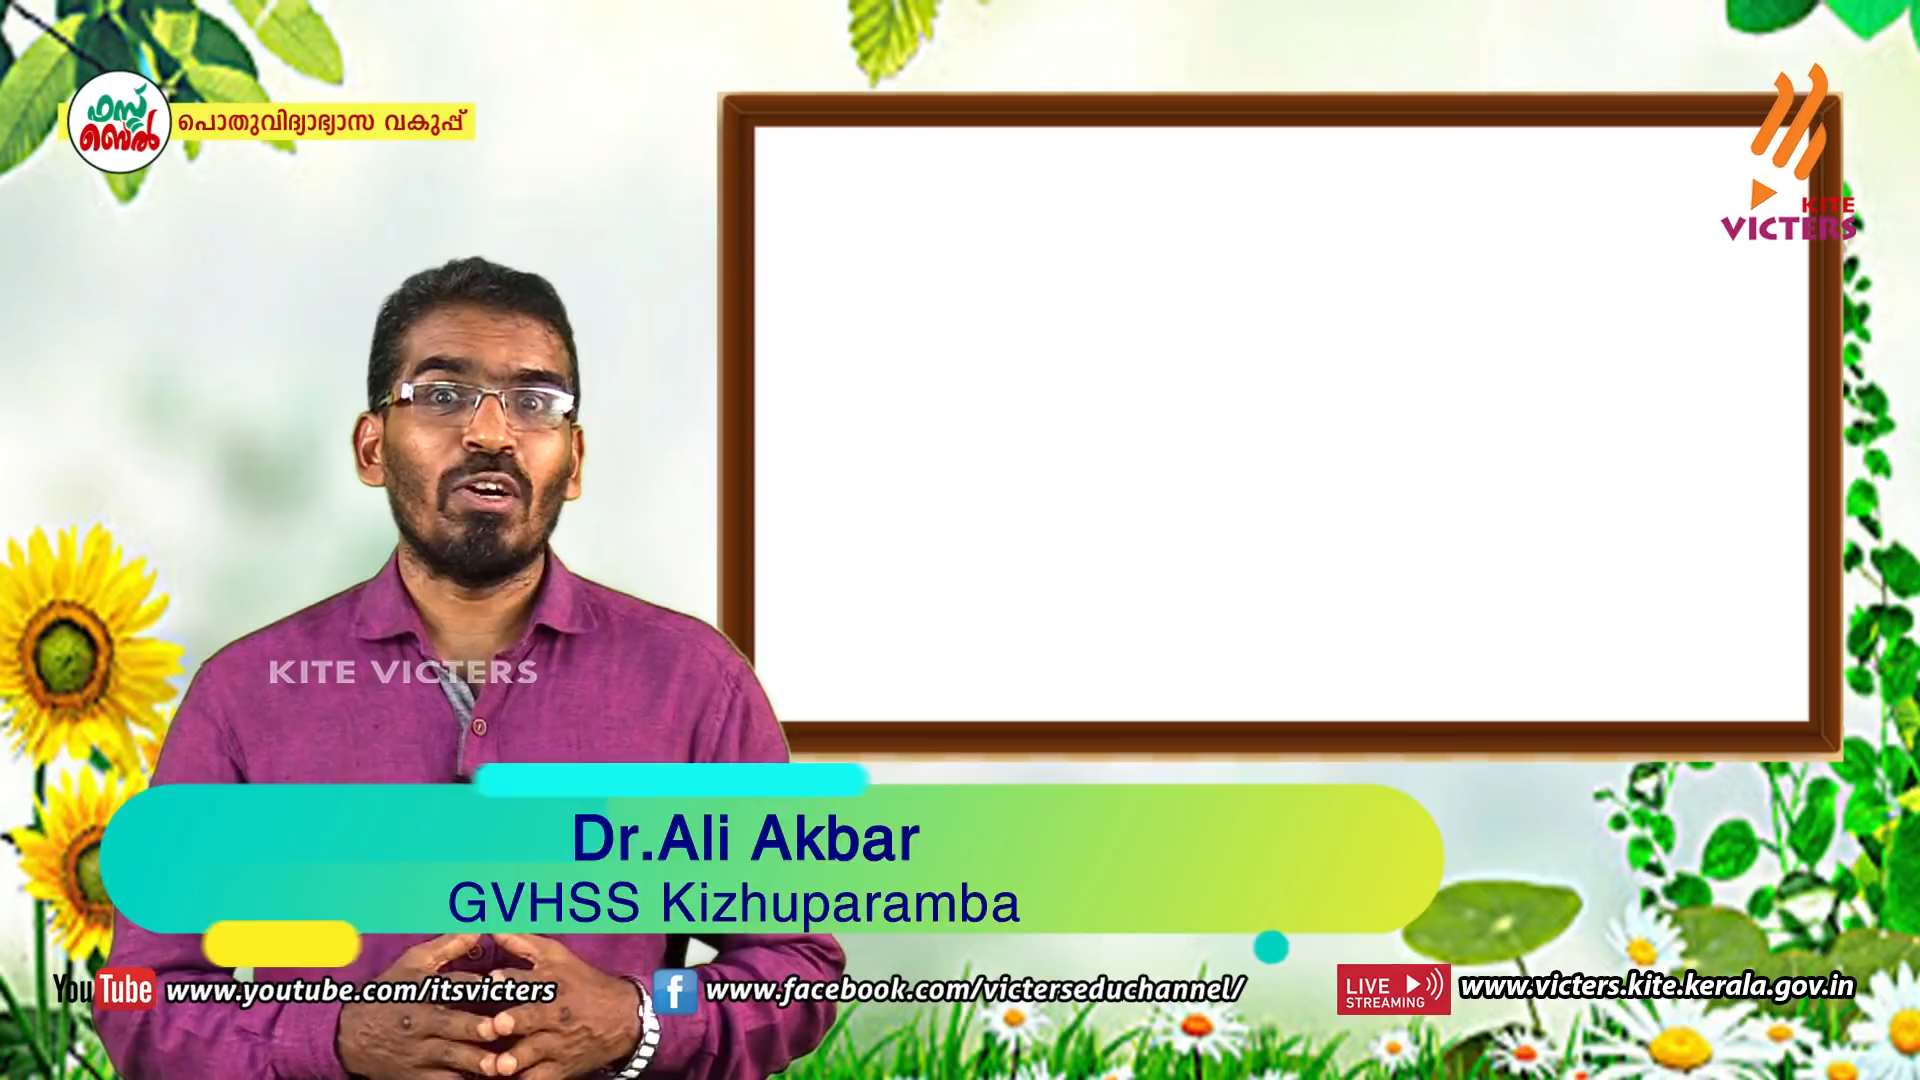 ഫസ്റ്റ്
ബെൽ
പൊതുവിദ്യാഭ്യാസ വകുപ്പ്
KITE
VICTERS
KITE VICTERS
Dr.Ali Akbar
GVHSS Kizhuparamba
YouTube www.youtube.com/itsvicters
f www.facebook.com/victerseduchannel/
LIVE STREAMING www.victers.kite.kerala.gov.in